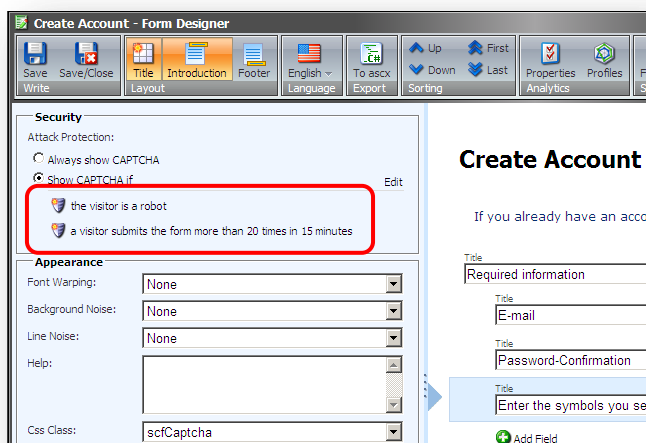 Create Account - Form Designer
Save Save/Close Title Introduction Footer English To ascx Up Down First Last Properties Profiles
Write Layout Language Export Sorting Analytics
Security
Attack Protection:
Always show CAPTCHA
Show CAPTCHA if Edit
the visitor is a robot
a visitor submits the form more than 20 times in 15 minutes
Appearance
Font Warping: None
Background Noise: None
Line Noise: None
Help:
Css Class: scfCaptcha
Create Account
If you already have an acco
Title
Required information
Title
E-mail
Title
Password-Confirmation
Title
Enter the symbols you se
Add Field